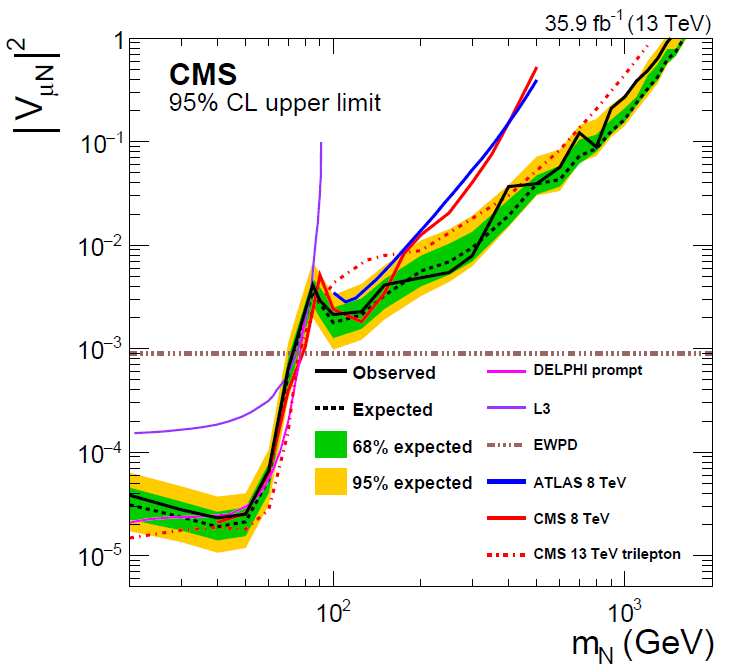 35.9 fb⁻¹ (13 TeV)
|V_μN|²
CMS
95% CL upper limit
1
10⁻¹
10⁻²
10⁻³
10⁻⁴
10⁻⁵
Observed
Expected
68% expected
95% expected
DELPHI prompt
L3
EWPD
ATLAS 8 TeV
CMS 8 TeV
CMS 13 TeV trilepton
10² 10³
m_N (GeV)